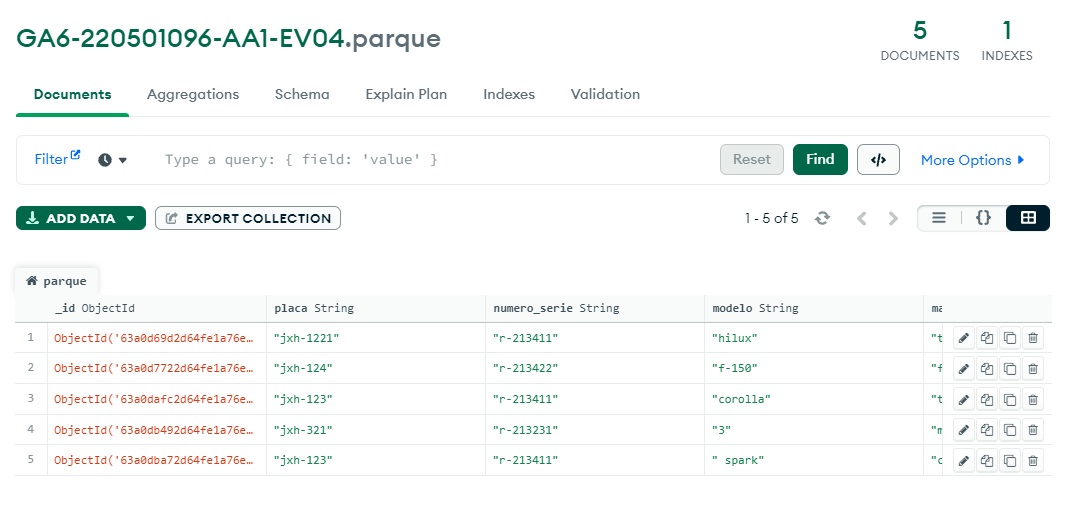 GA6-220501096-AA1-EV04.parque
5 1
DOCUMENTS INDEXES
Documents Aggregations Schema Explain Plan Indexes Validation
Filter Type a query: { field: 'value' } Reset Find </> More Options
ADD DATA EXPORT COLLECTION 1 - 5 of 5 {}
parque
_id ObjectId placa String numero_serie String modelo String ma
1 ObjectId('63a0d69d2d64fe1a76e… "jxh-1221" "r-213411" "hilux" "t
2 ObjectId('63a0d7722d64fe1a76e… "jxh-124" "r-213422" "f-150" "f
3 ObjectId('63a0dafc2d64fe1a76e… "jxh-123" "r-213411" "corolla" "t
4 ObjectId('63a0db492d64fe1a76e… "jxh-321" "r-213231" "3" "m
5 ObjectId('63a0dba72d64fe1a76e… "jxh-123" "r-213411" " spark" "c